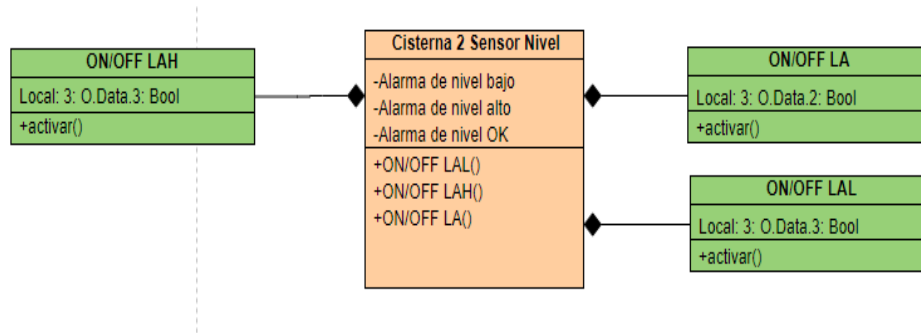 ON/OFF LAH
Local: 3: O.Data.3: Bool
+activar()
Cisterna 2 Sensor Nivel
-Alarma de nivel bajo
-Alarma de nivel alto
-Alarma de nivel OK
+ON/OFF LAL()
+ON/OFF LAH()
+ON/OFF LA()
ON/OFF LA
Local: 3: O.Data.2: Bool
+activar()
ON/OFF LAL
Local: 3: O.Data.3: Bool
+activar()